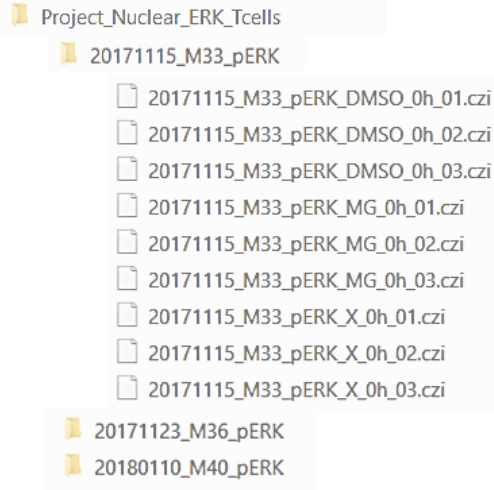 Project_Nuclear_ERK_Tcells
20171115_M33_pERK
20171115_M33_pERK_DMSO_0h_01.czi
20171115_M33_pERK_DMSO_0h_02.czi
20171115_M33_pERK_DMSO_0h_03.czi
20171115_M33_pERK_MG_0h_01.czi
20171115_M33_pERK_MG_0h_02.czi
20171115_M33_pERK_MG_0h_03.czi
20171115_M33_pERK_X_0h_01.czi
20171115_M33_pERK_X_0h_02.czi
20171115_M33_pERK_X_0h_03.czi
20171123_M36_pERK
20180110_M40_pERK